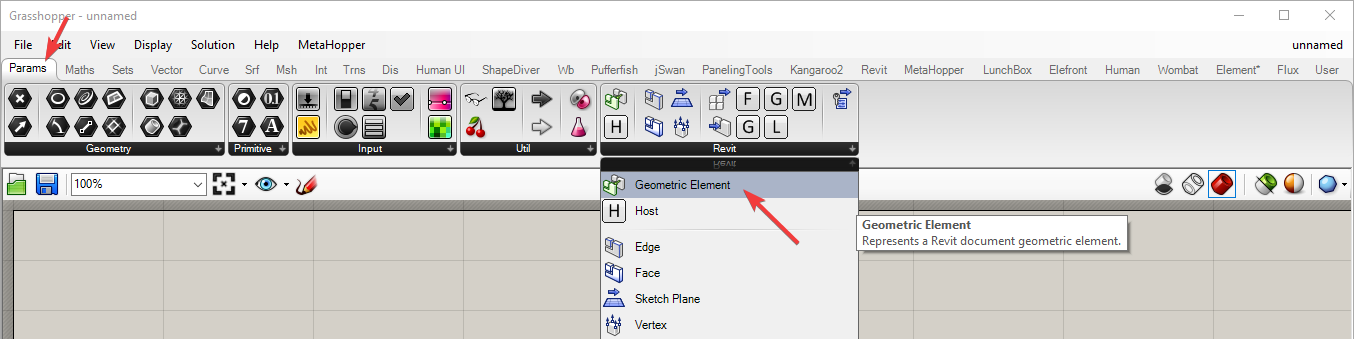 Grasshopper - unnamed
File Edit View Display Solution Help MetaHopper unnamed
Params Maths Sets Vector Curve Srf Msh Int Trns Dis Human UI ShapeDiver Wb Pufferfish jSwan PanelingTools Kangaroo2 Revit MetaHopper LunchBox Elefront Human Wombat Element* Flux User
0.1 F G M
7 A H G L
Geometry Primitive Input Util Revit
Revit
100% Geometric Element
H Host
Geometric Element
Represents a Revit document geometric element.
Edge
Face
Sketch Plane
Vertex